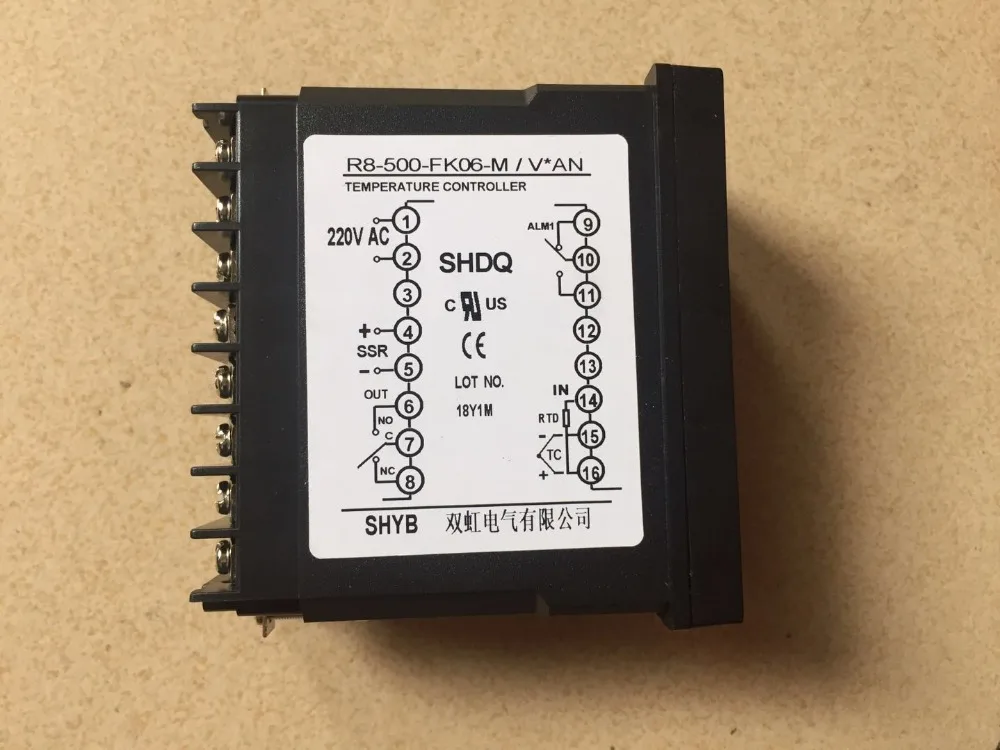 R8-500-FK06-M / V*AN
TEMPERATURE CONTROLLER
220V AC
1
2
3
+ 4
SSR
- 5
OUT
6
NO
C
7
NC
8
SHDQ
C US
CE
LOT NO.
18Y1M
ALM1
9
10
11
12
13
IN
14
RTD
- 15
TC
+ 16
SHYB 双虹电气有限公司